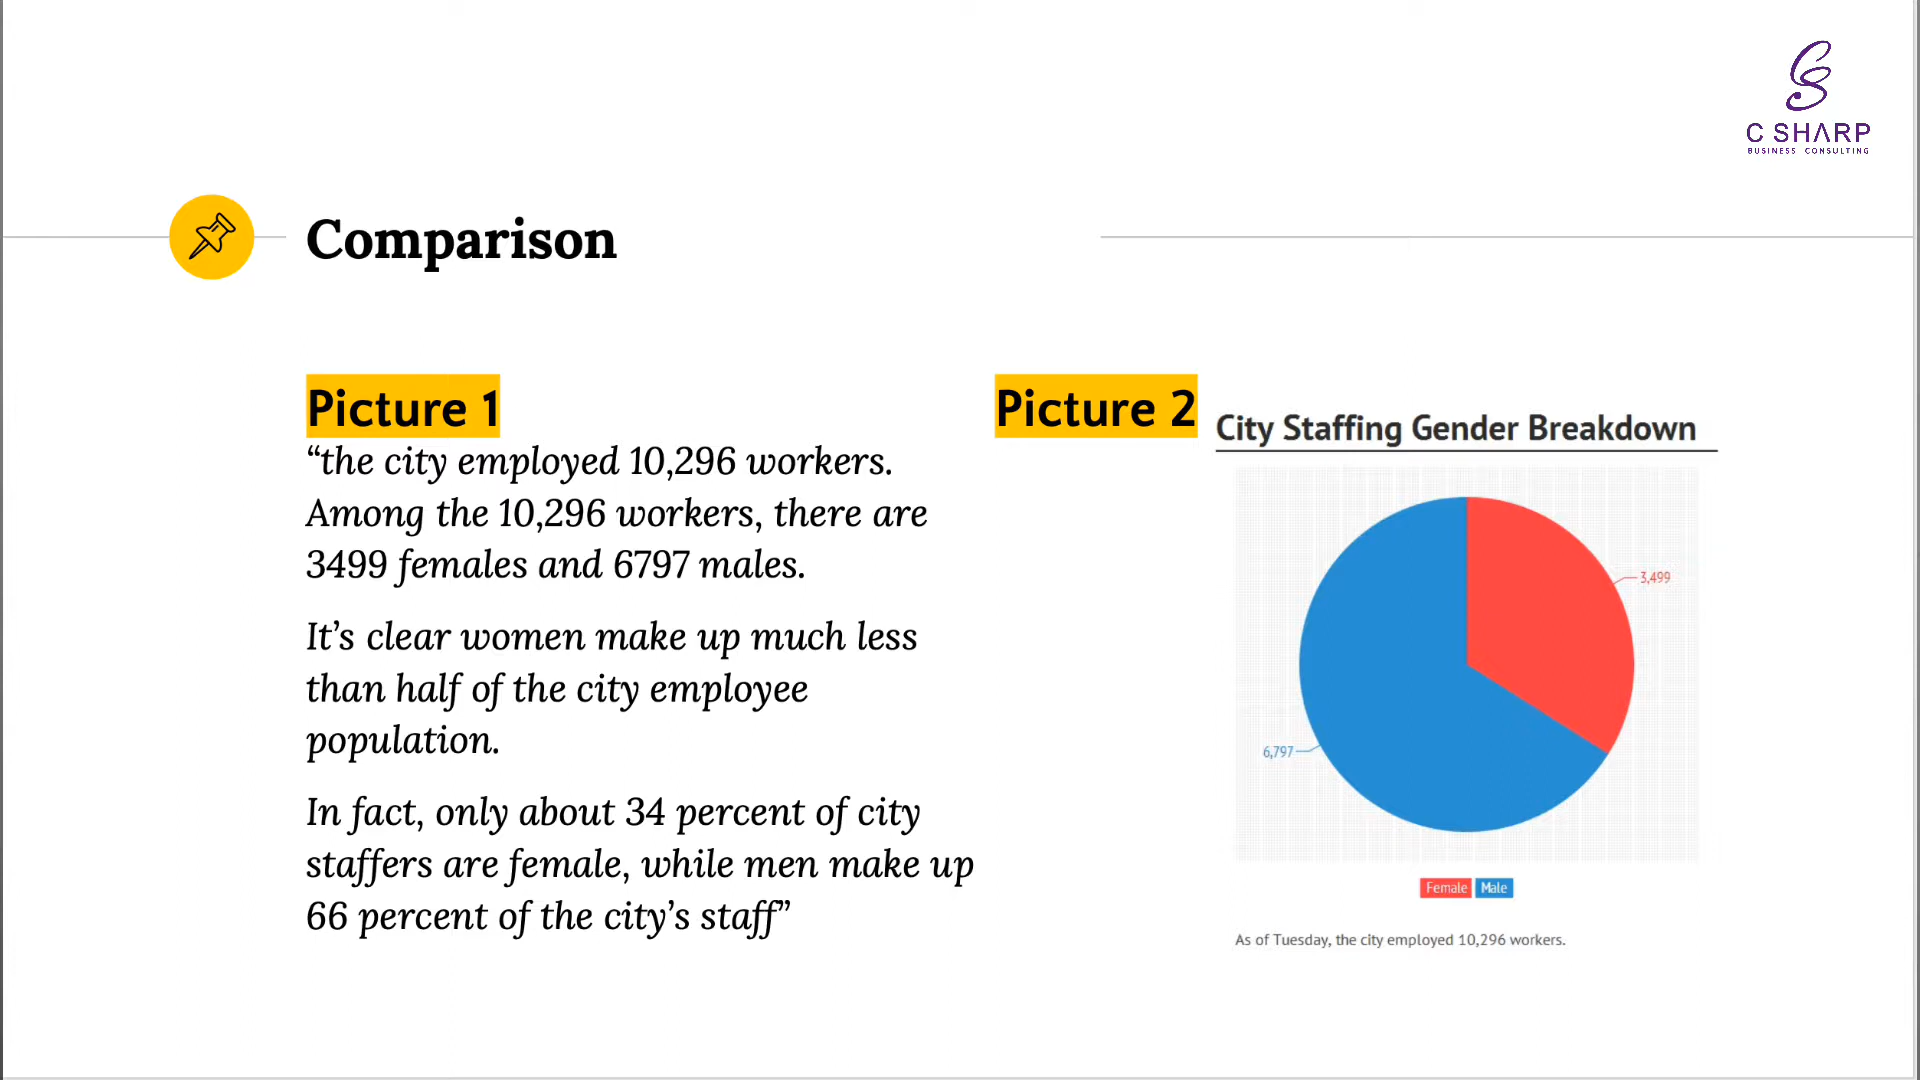 C SHARP
BUSINESS CONSULTING
Comparison
Picture 1
“the city employed 10,296 workers.
Among the 10,296 workers, there are
3499 females and 6797 males.
It’s clear women make up much less
than half of the city employee
population.
In fact, only about 34 percent of city
staffers are female, while men make up
66 percent of the city’s staff”
Picture 2
City Staffing Gender Breakdown
3,499
6,797
Female Male
As of Tuesday, the city employed 10,296 workers.